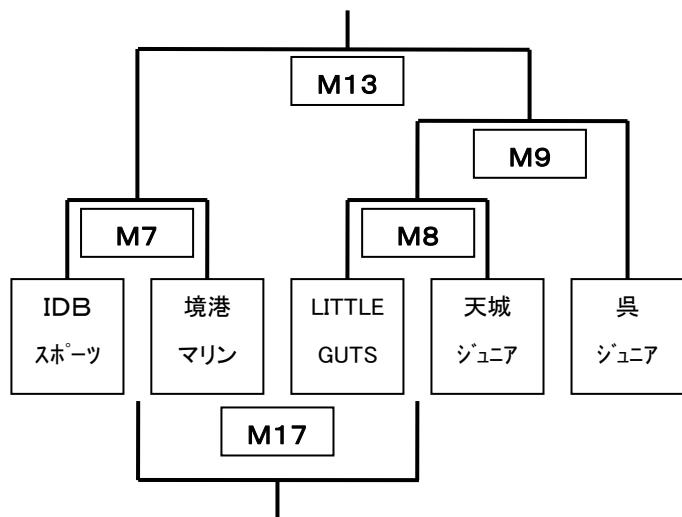 M13
M9
M7
M8
IDB
スポーツ
境港
マリン
LITTLE
GUTS
天城
ジュニア
呉
ジュニア
M17